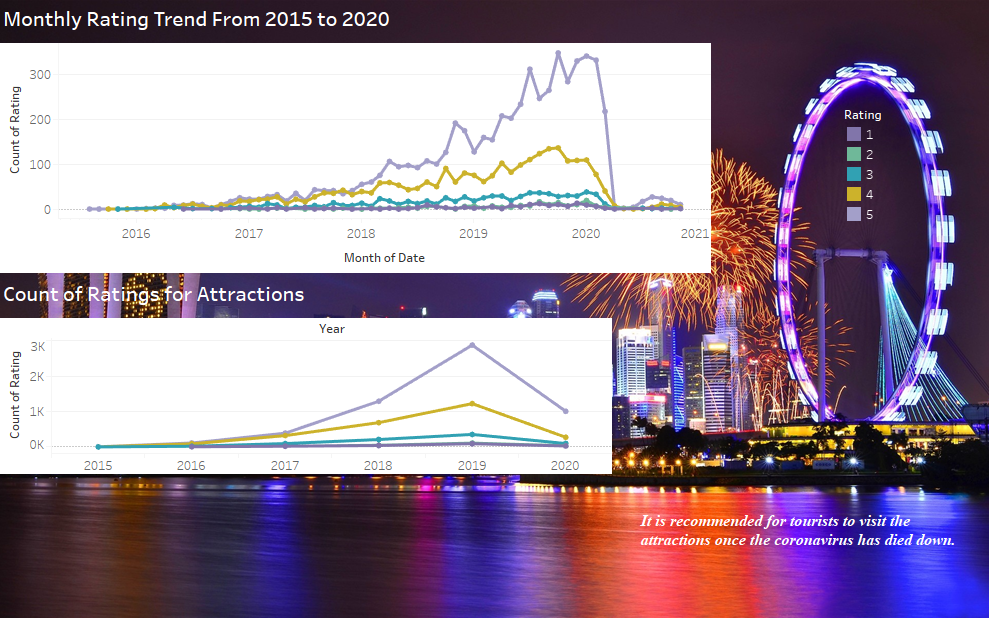 Monthly Rating Trend From 2015 to 2020
300
200
100
0
Count of Rating
2016
2017
2018
2019
2020
2021
Month of Date
Rating
1
2
3
4
5
Count of Ratings for Attractions
Year
3K
2K
1K
0K
Count of Rating
2015
2016
2017
2018
2019
2020
It is recommended for tourists to visit the
attractions once the coronavirus has died down.